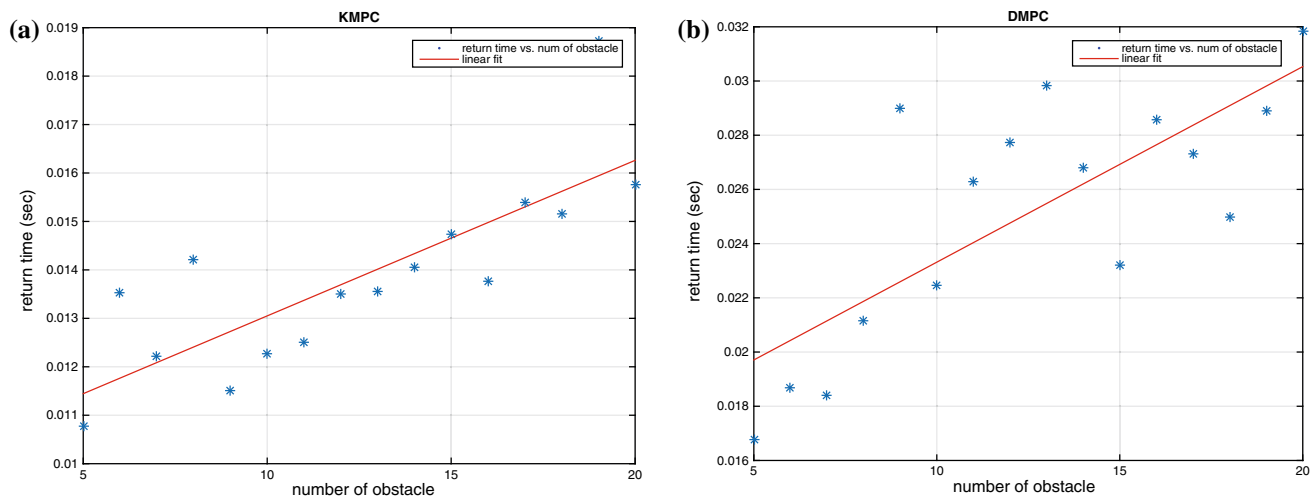 (a)
KMPC
0.019
0.018
0.017
0.016
0.015
0.014
0.013
0.012
0.011
0.01
return time (sec)
return time vs. num of obstacle
linear fit
5
10
15
20
number of obstacle
(b)
DMPC
0.032
0.03
0.028
0.026
0.024
0.022
0.02
0.018
0.016
return time (sec)
return time vs. num of obstacle
linear fit
5
10
15
20
number of obstacle